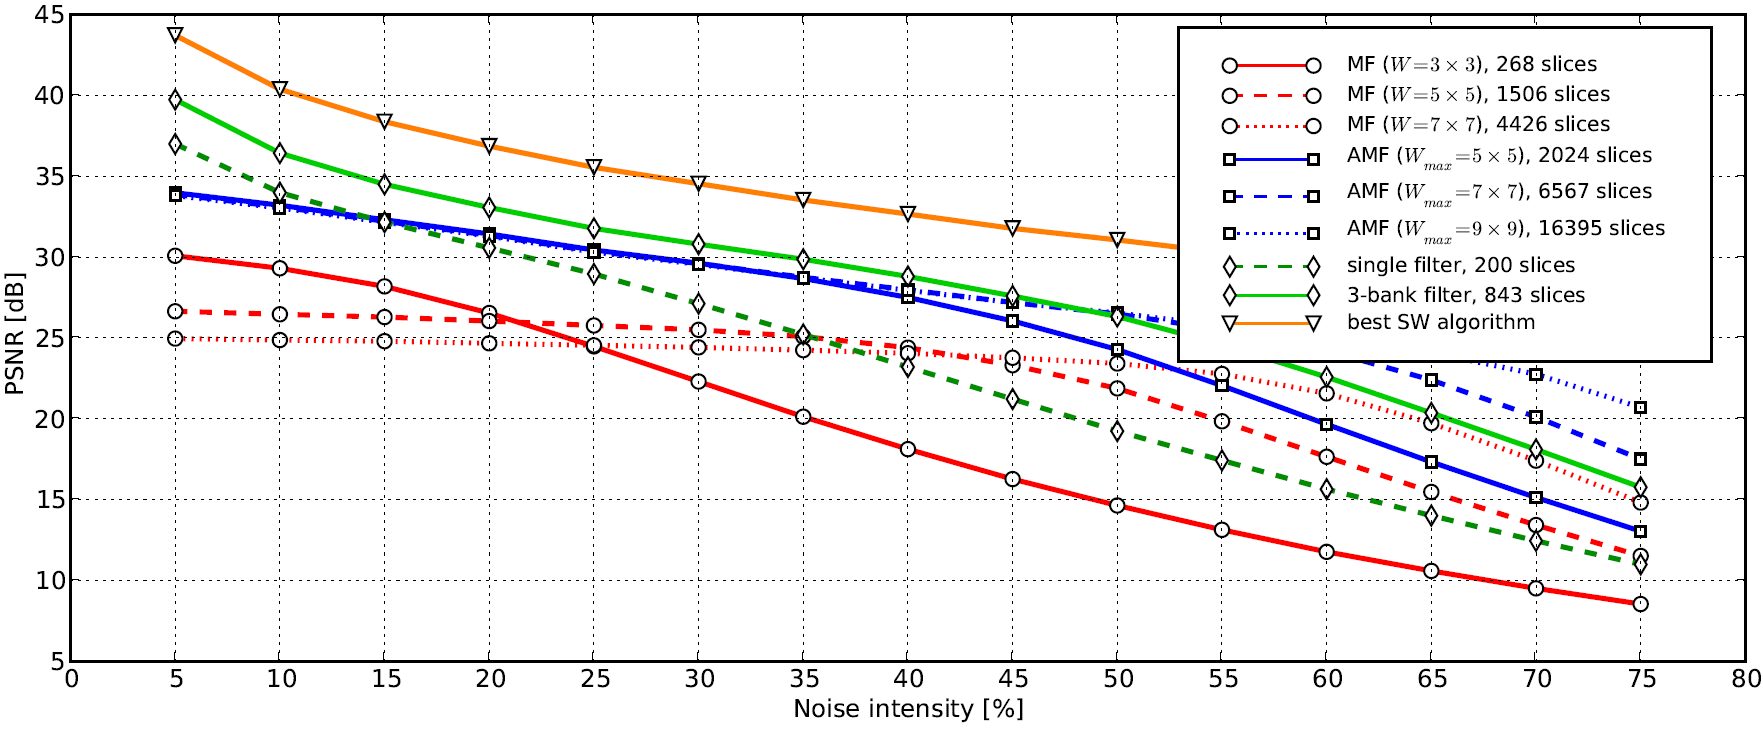 45
40
35
30
25
20
15
10
5
PSNR [dB]
0 5 10 15 20 25 30 35 40 45 50 55 60 65 70 75 80
Noise intensity [%]
MF (W=3 × 3), 268 slices
MF (W=5 × 5), 1506 slices
MF (W=7 × 7), 4426 slices
AMF (Wmax=5 × 5), 2024 slices
AMF (Wmax=7 × 7), 6567 slices
AMF (Wmax=9 × 9), 16395 slices
single filter, 200 slices
3-bank filter, 843 slices
best SW algorithm